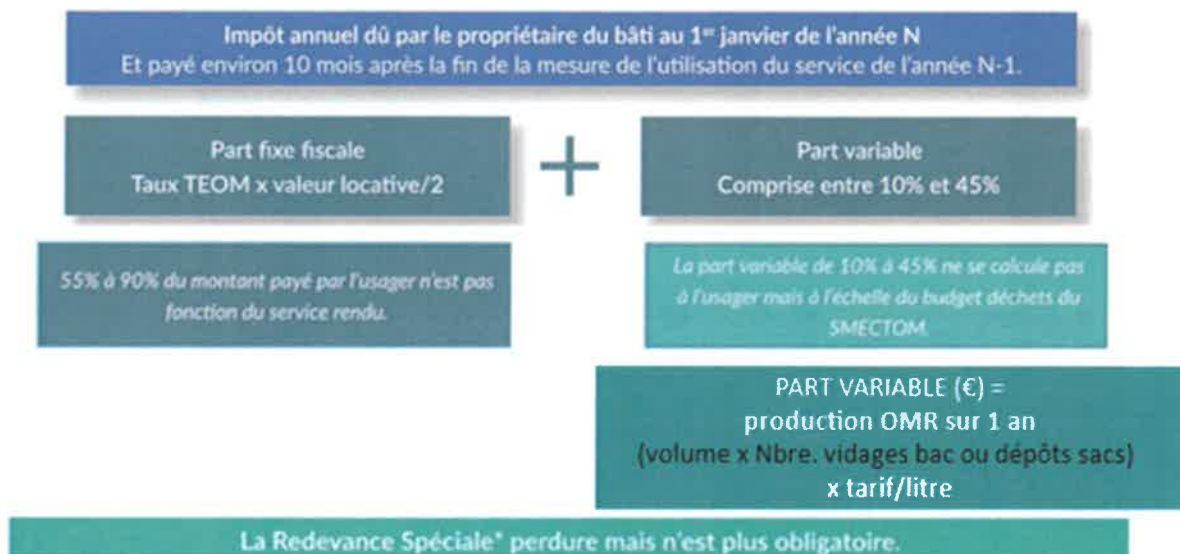 Impôt annuel dû par le propriétaire du bâti au 1er janvier de l'année N
Et payé environ 10 mois après la fin de la mesure de l'utilisation du service de l'année N-1.
Part fixe fiscale
Taux TEOM x valeur locative/2
+
Part variable
Comprise entre 10% et 45%
55% à 90% du montant payé par l'usager n'est pas
fonction du service rendu.
La part variable de 10% à 45% ne se calcule pas
à l'usager mais à l'échelle du budget déchets du
SMECTOM.
PART VARIABLE (€) =
production OMR sur 1 an
(volume x Nbre. vidages bac ou dépôts sacs)
x tarif/litre
La Redevance Spéciale* perdure mais n'est plus obligatoire.